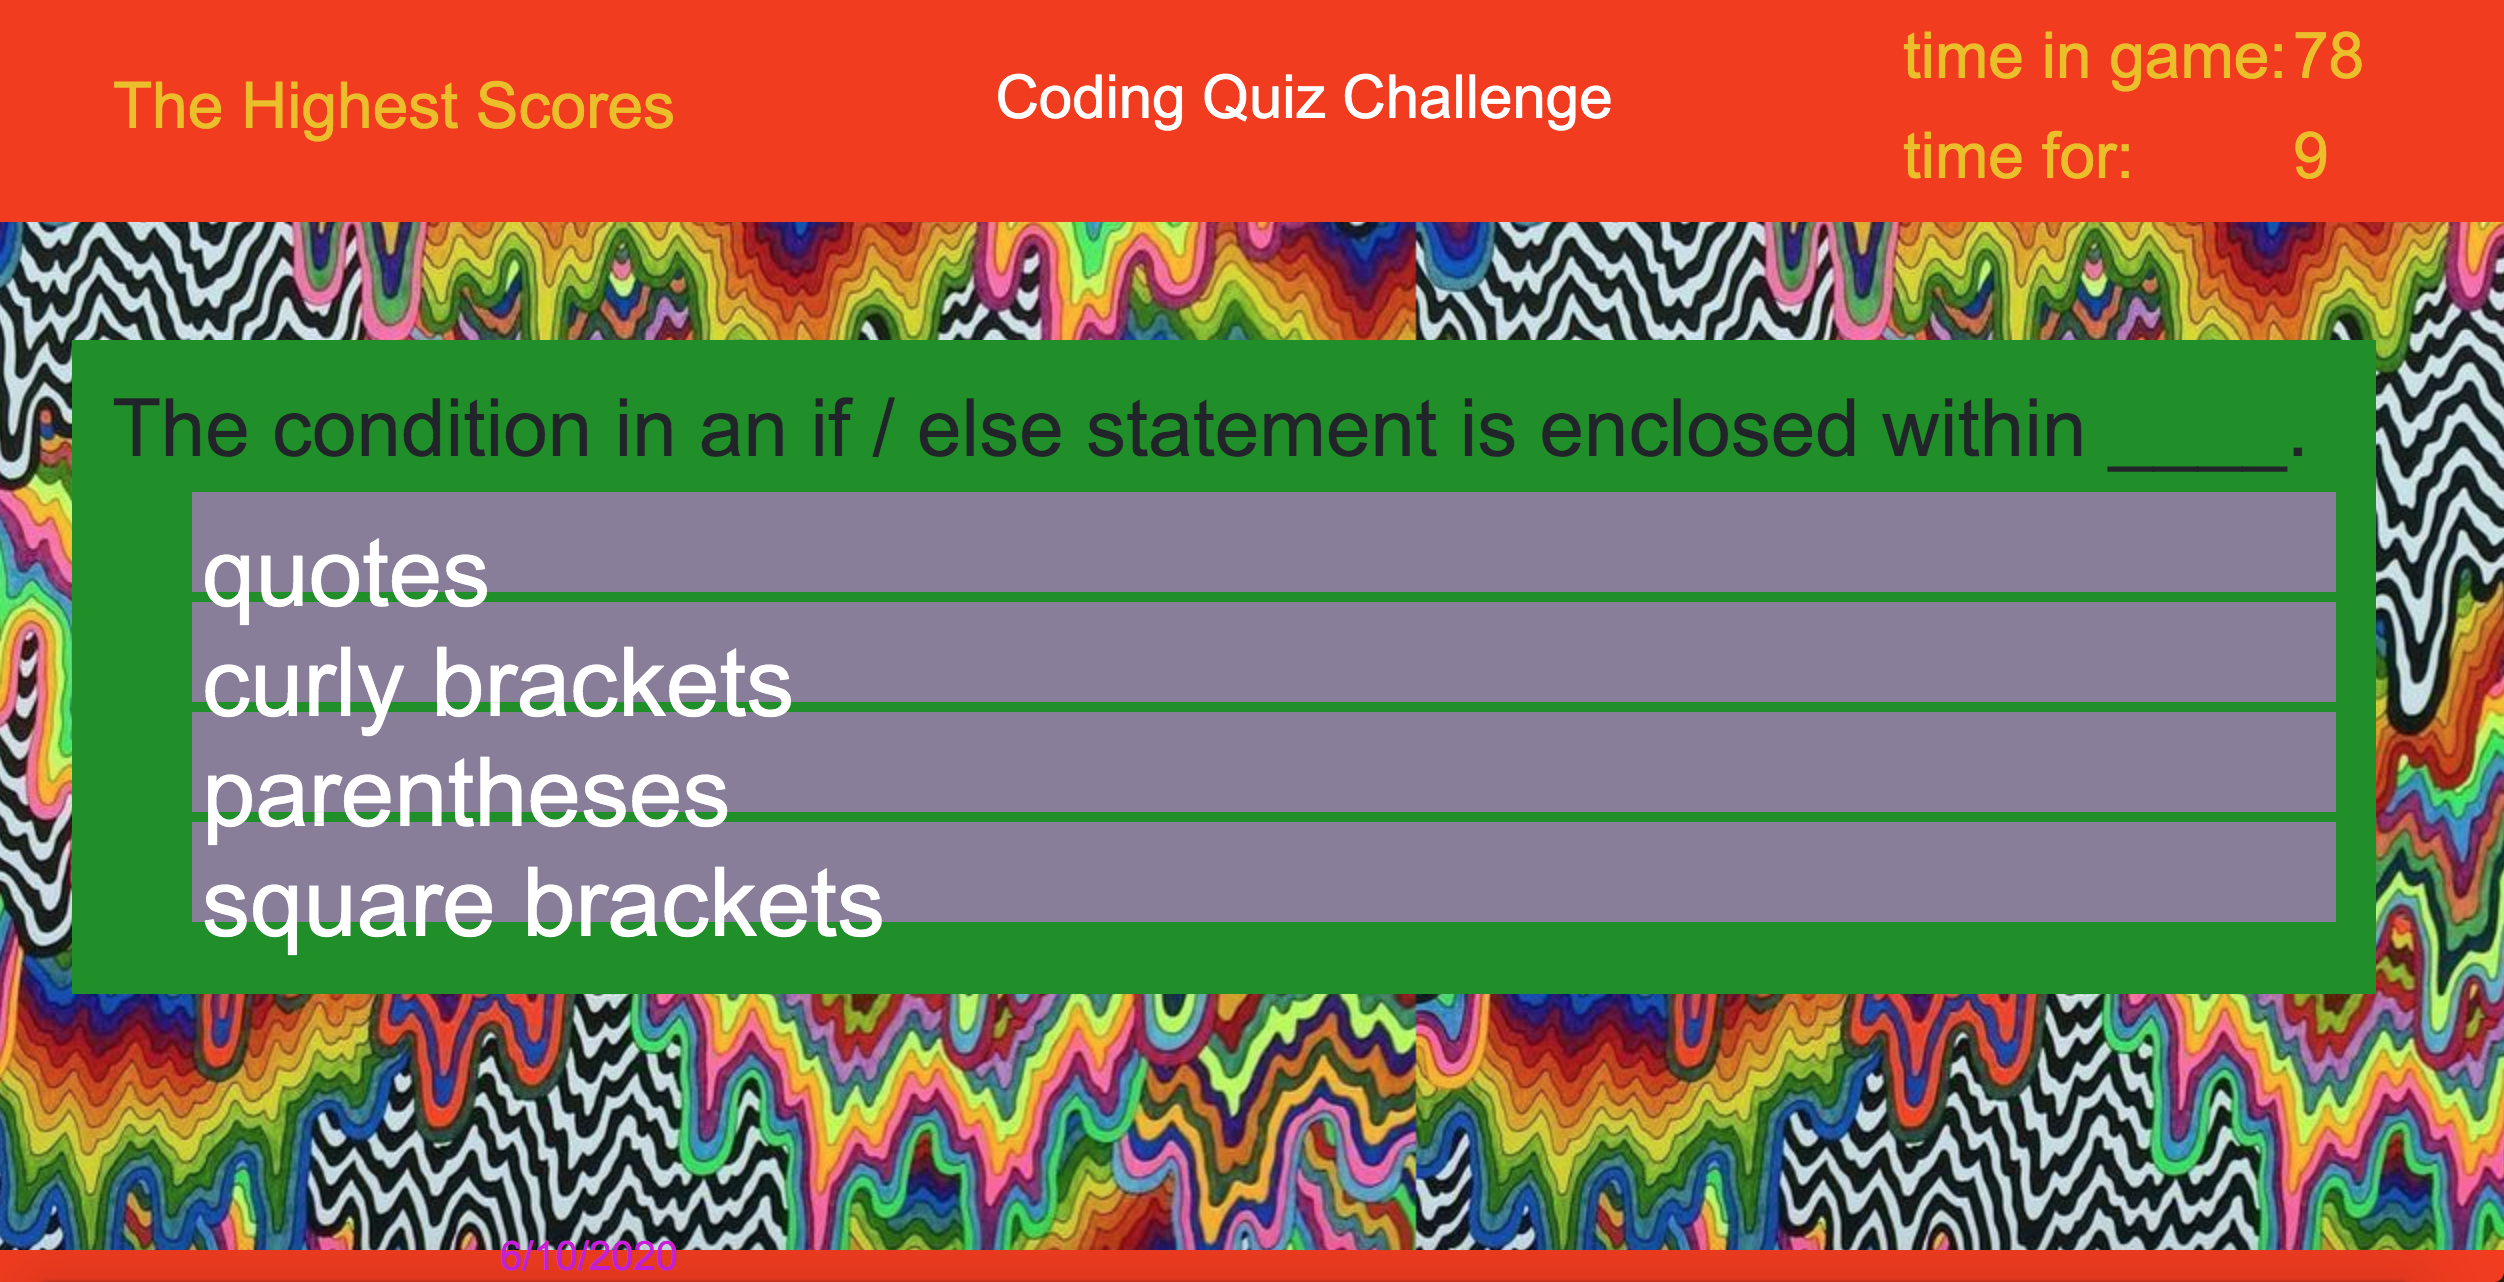 The Highest Scores
Coding Quiz Challenge
time in game: 78
time for: 9
The condition in an if / else statement is enclosed within ____.
quotes
curly brackets
parentheses
square brackets
6/10/2020